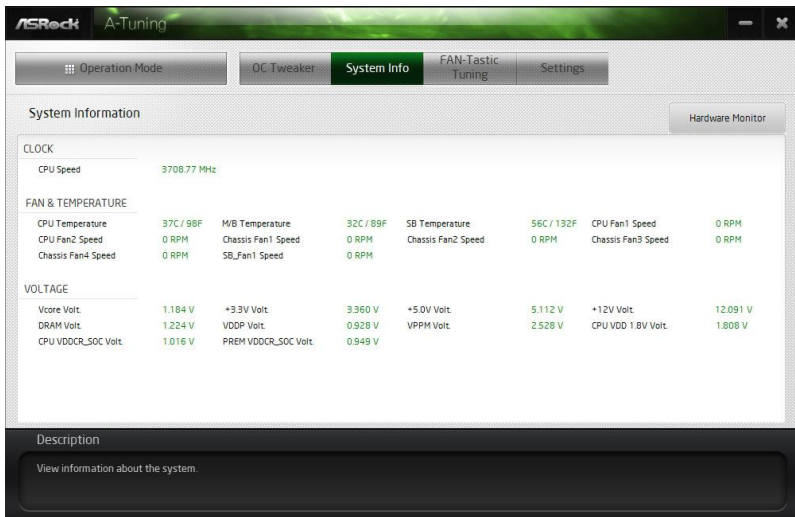 ASRock A-Tuning
Operation Mode OC Tweaker System Info FAN-Tastic Tuning Settings
System Information Hardware Monitor
CLOCK
CPU Speed 3708.77 MHz
FAN & TEMPERATURE
CPU Temperature 37C / 98F M/B Temperature 32C / 89F SB Temperature 56C / 132F CPU Fan1 Speed 0 RPM
CPU Fan2 Speed 0 RPM Chassis Fan1 Speed 0 RPM Chassis Fan2 Speed 0 RPM Chassis Fan3 Speed 0 RPM
Chassis Fan4 Speed 0 RPM SB_Fan1 Speed 0 RPM
VOLTAGE
Vcore Volt. 1.184 V +3.3V Volt. 3.360 V +5.0V Volt. 5.112 V +12V Volt. 12.091 V
DRAM Volt. 1.224 V VDDP Volt. 0.928 V VPPM Volt. 2.528 V CPU VDD 1.8V Volt. 1.808 V
CPU VDDCR_SOC Volt. 1.016 V PREM VDDCR_SOC Volt. 0.949 V
Description
View information about the system.